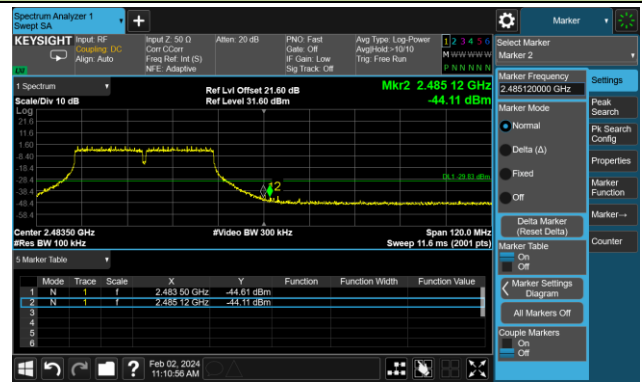 Spectrum Analyzer 1
Swept SA
+
Marker
KEYSIGHT
Input: RF
Coupling: DC
Align: Auto
Input Z: 50 Ω
Corr CCorr
Freq Ref: Int (S)
NFE: Adaptive
Atten: 20 dB
PNO: Fast
Gate: Off
IF Gain: Low
Sig Track: Off
Avg Type: Log-Power
Avg|Hold:>10/10
Trig: Free Run
1 2 3 4 5 6
M W W W W W
P N N N N N
LXI
Select Marker
Marker 2
1 Spectrum
Scale/Div 10 dB
Ref Lvl Offset 21.60 dB
Ref Level 31.60 dBm
Mkr2 2.485 12 GHz
-44.11 dBm
Log
21.6
11.6
1.60
-8.40
-18.4
-28.4
-38.4
-48.4
-58.4
DL1 -29.83 dBm
2
Center 2.48350 GHz
#Res BW 100 kHz
#Video BW 300 kHz
Span 120.0 MHz
Sweep 11.6 ms (2001 pts)
5 Marker Table
Mode Trace Scale X Y Function Function Width Function Value
1 N 1 f 2.483 50 GHz -44.61 dBm
2 N 1 f 2.485 12 GHz -44.11 dBm
3
4
5
6
Marker Frequency
2.485120000 GHz
Marker Mode
Normal
Delta (Δ)
Fixed
Off
Delta Marker
(Reset Delta)
Marker Table
On
Off
Marker Settings
Diagram
All Markers Off
Couple Markers
On
Off
Settings
Peak
Search
Pk Search
Config
Properties
Marker
Function
Marker→
Counter
?
Feb 02, 2024
11:10:56 AM